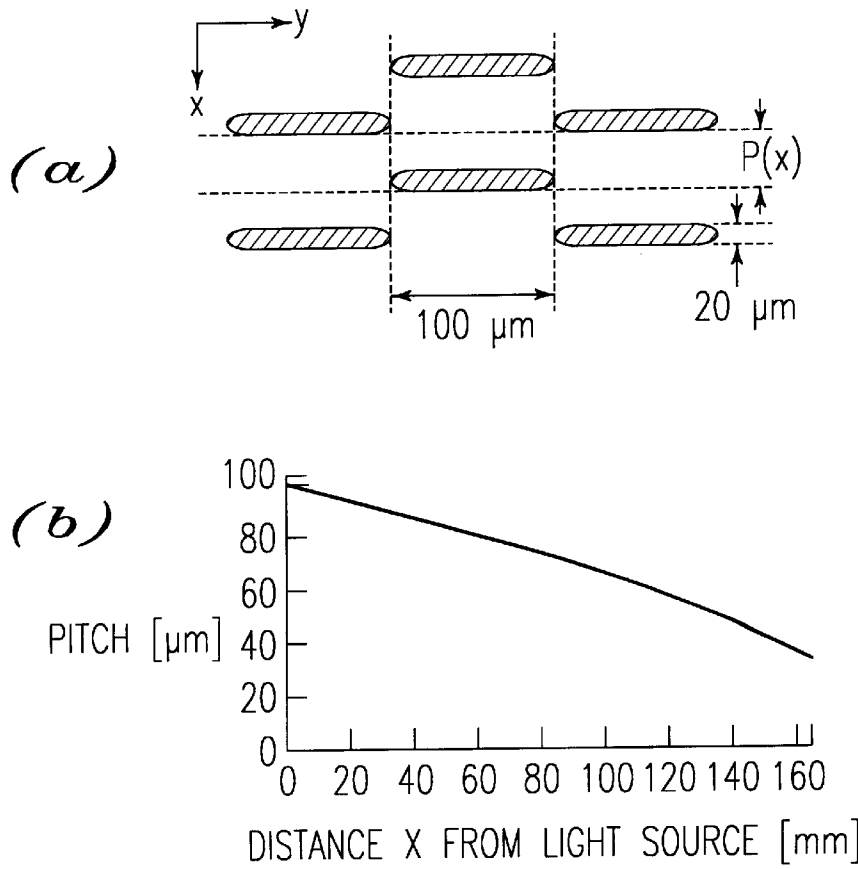 y
x
(a)
P(x)
20 μm
100 μm
(b)
100
80
60
40
20
0
PITCH [μm]
0 20 40 60 80 100 120 140 160
DISTANCE X FROM LIGHT SOURCE [mm]